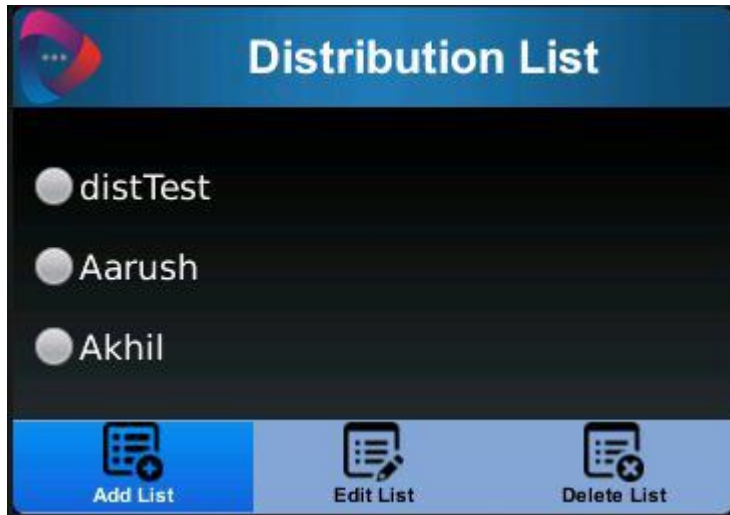 Distribution List
distTest
Aarush
Akhil
Add List
Edit List
Delete List